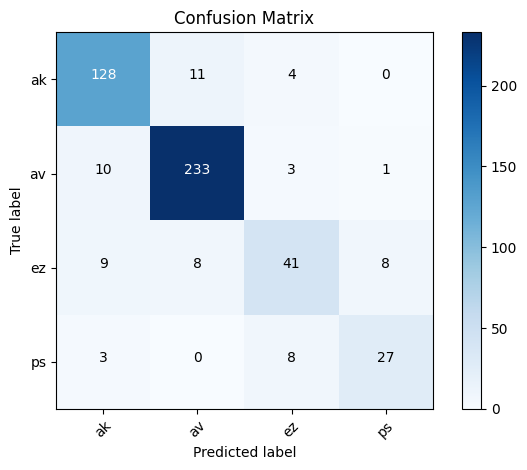 Confusion Matrix
True label
ak
128 11 4 0
av
10 233 3 1
ez
9 8 41 8
ps
3 0 8 27
ak av ez ps
Predicted label
200
150
100
50
0